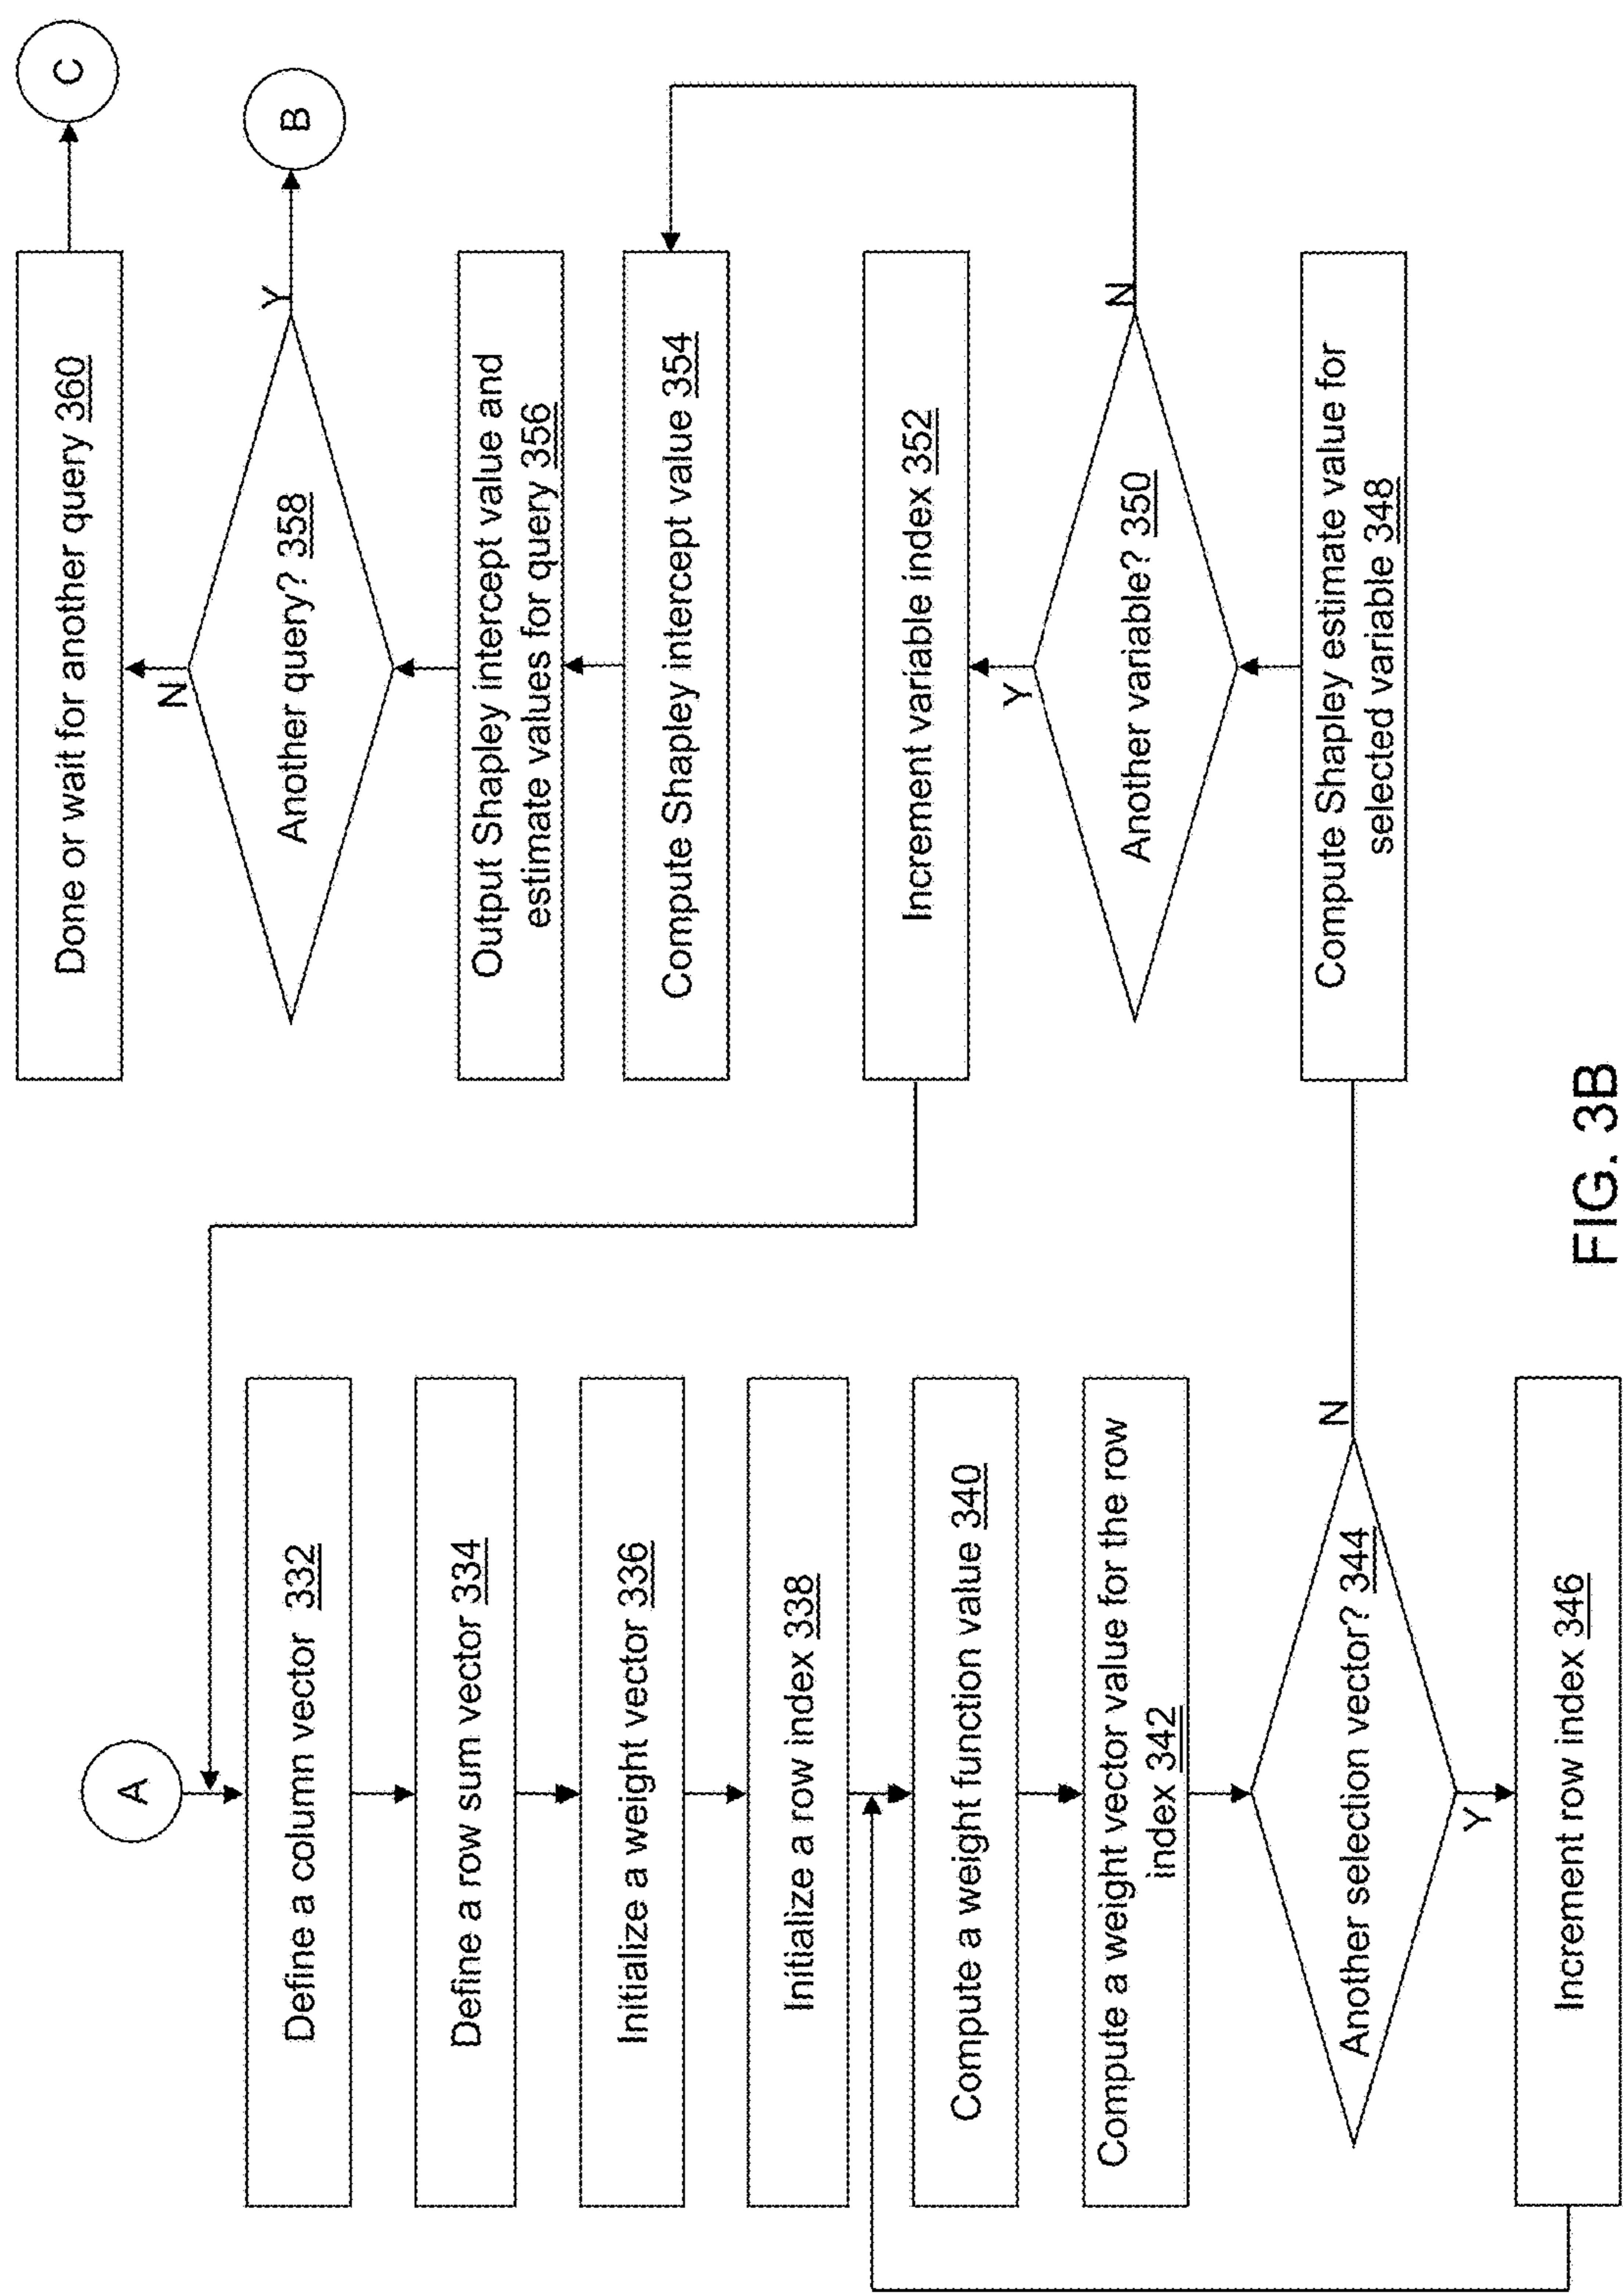 A
Define a column vector 332
Define a row sum vector 334
Initialize a weight vector 336
Initialize a row index 338
Compute a weight function value 340
Compute a weight vector value for the row
index 342
Another selection vector? 344
N
Y
Increment row index 346
C
Done or wait for another query 360
N
Another query? 358
Y
B
Output Shapley intercept value and
estimate values for query 356
Compute Shapley intercept value 354
Increment variable index 352
Y
Another variable? 350
N
Compute Shapley estimate value for
selected variable 348
FIG. 3B